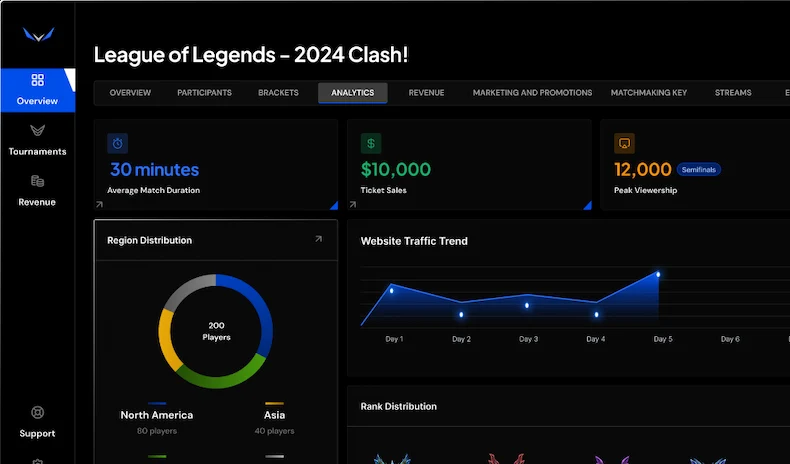 League of Legends - 2024 Clash!
OVERVIEW PARTICIPANTS BRACKETS ANALYTICS REVENUE MARKETING AND PROMOTIONS MATCHMAKING KEY STREAMS E
Overview
Tournaments
Revenue
Support
30 minutes
Average Match Duration
$10,000
Ticket Sales
12,000 Semifinals
Peak Viewership
Region Distribution
200
Players
North America
80 players
Asia
40 players
Website Traffic Trend
Day 1 Day 2 Day 3 Day 4 Day 5 Day 6
Rank Distribution